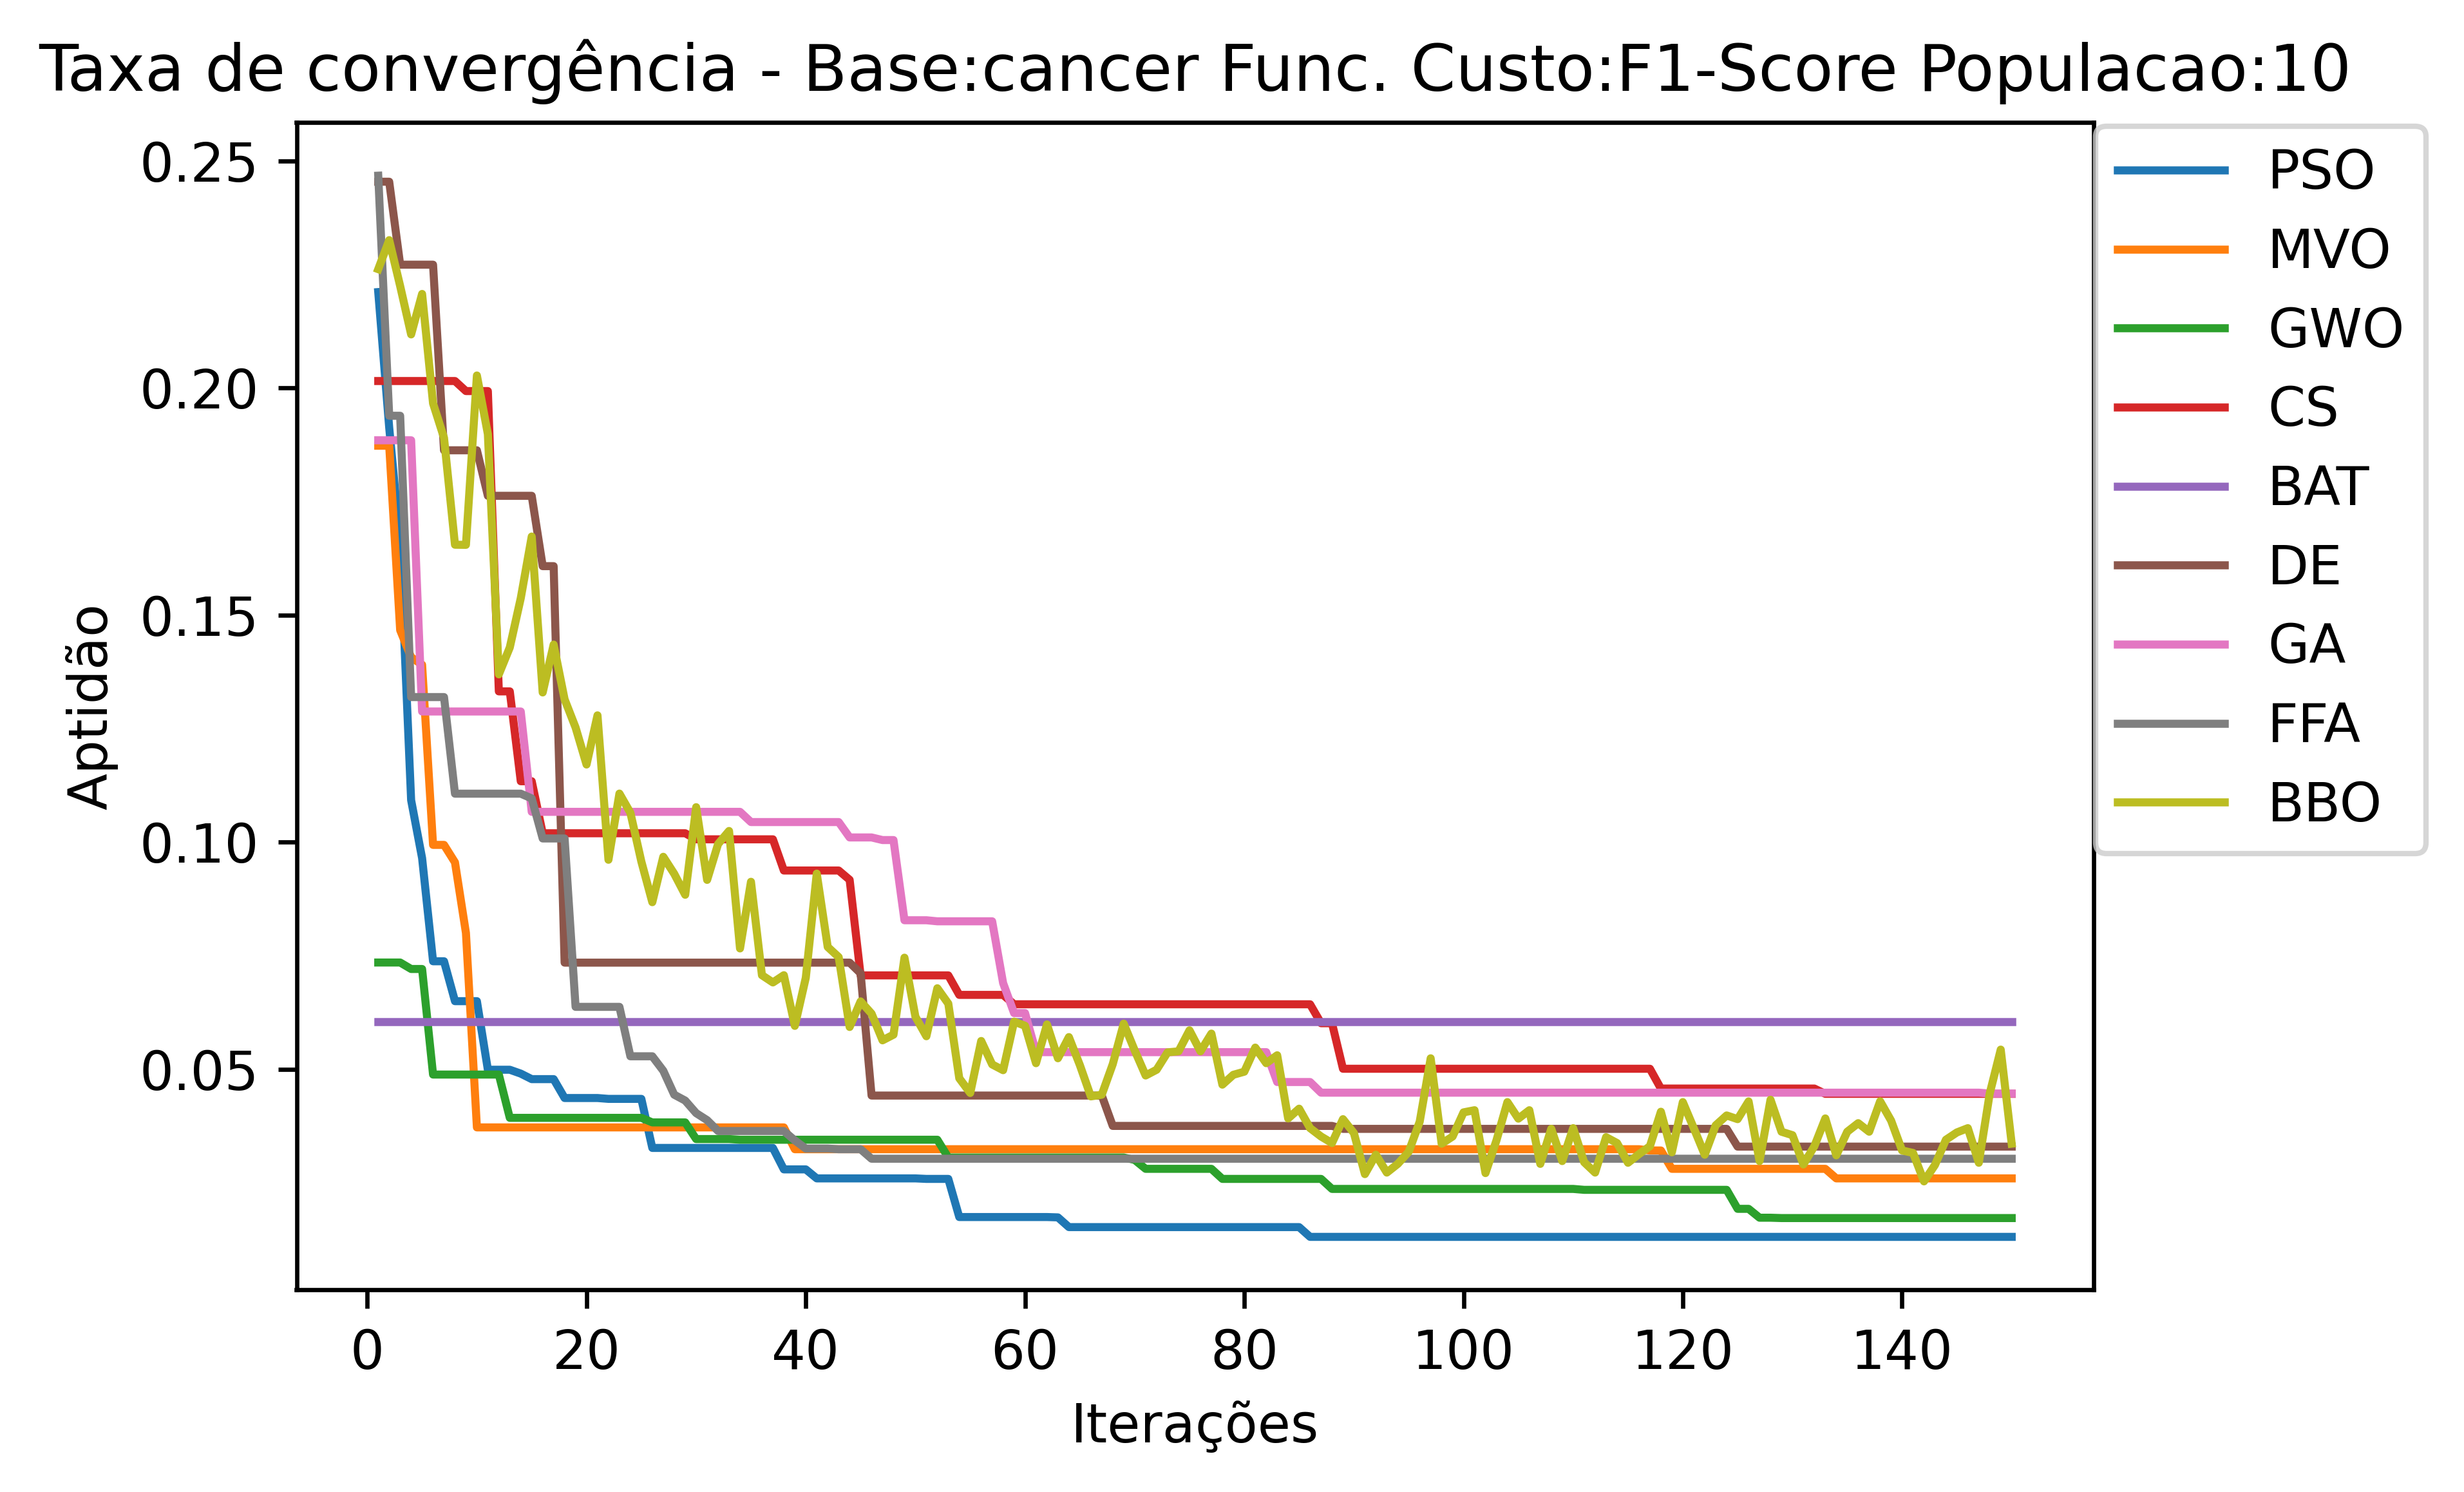 Taxa de convergência - Base:cancer Func. Custo:F1-Score Populacao:10
0.25
0.20
0.15
0.10
0.05
Aptidão
0 20 40 60 80 100 120 140
Iterações
PSO
MVO
GWO
CS
BAT
DE
GA
FFA
BBO